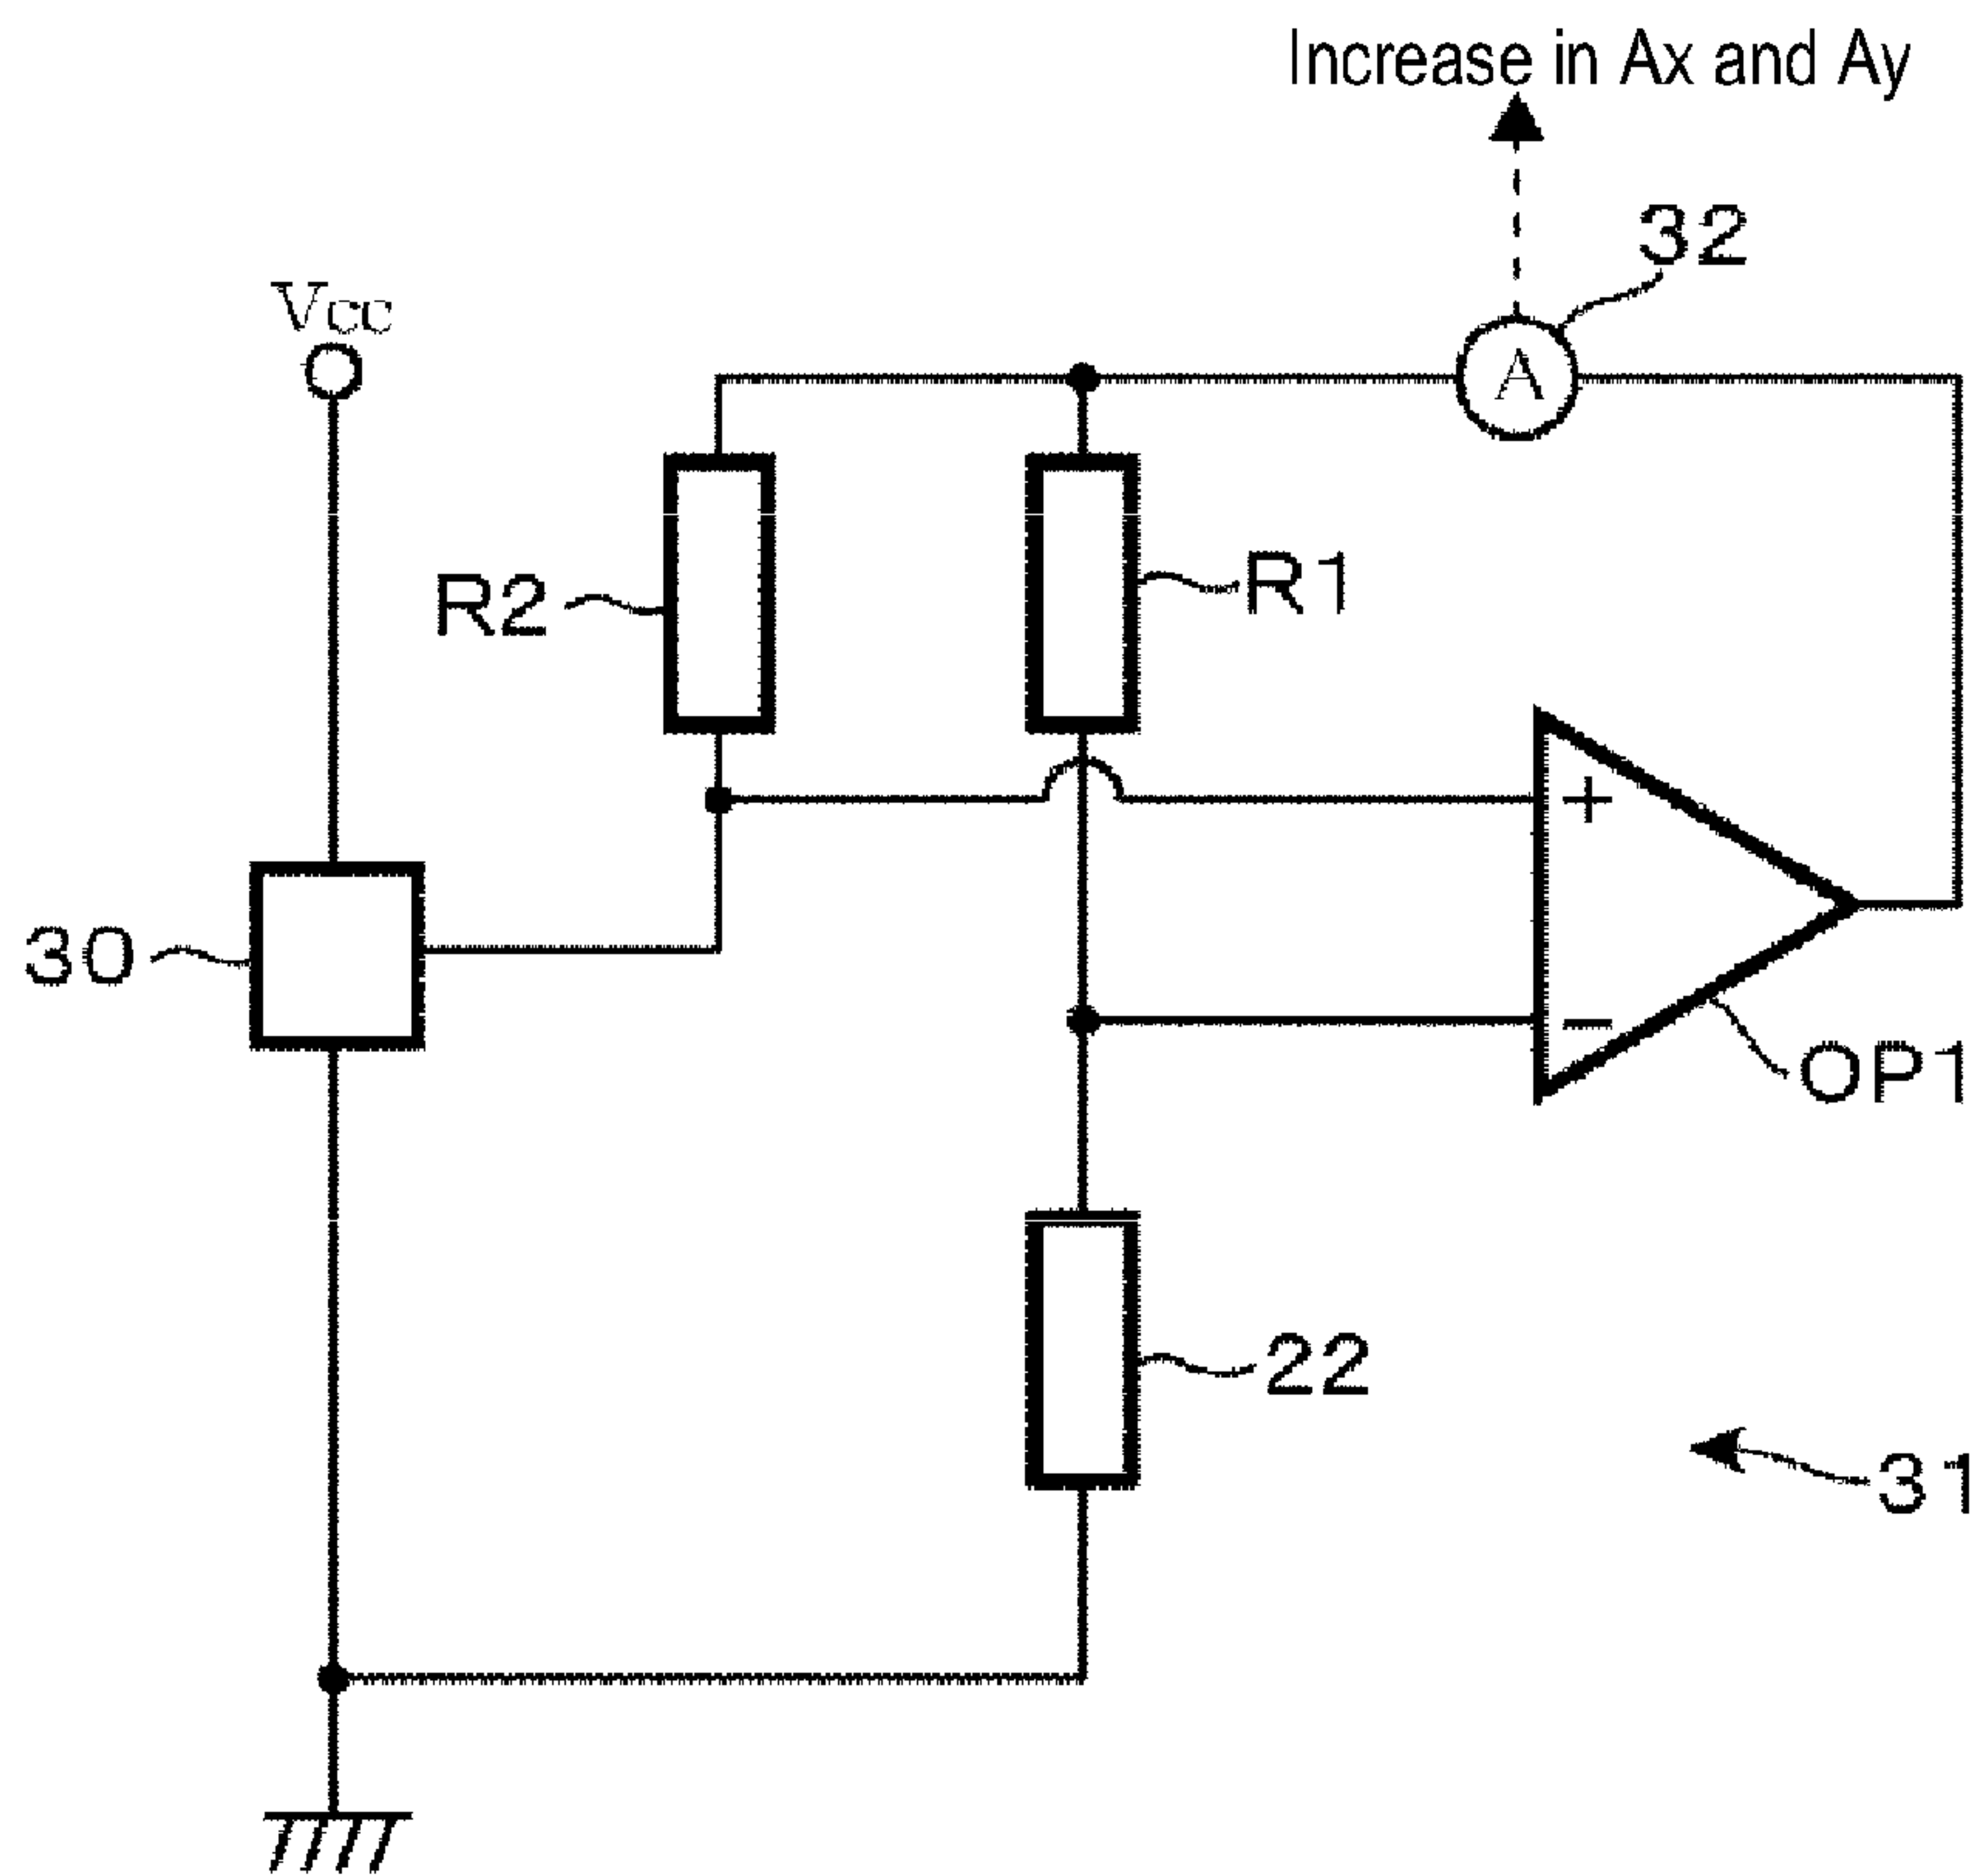 Increase in Ax and Ay
32
Vcc
A
R2
R1
+
30
−
OP1
22
31